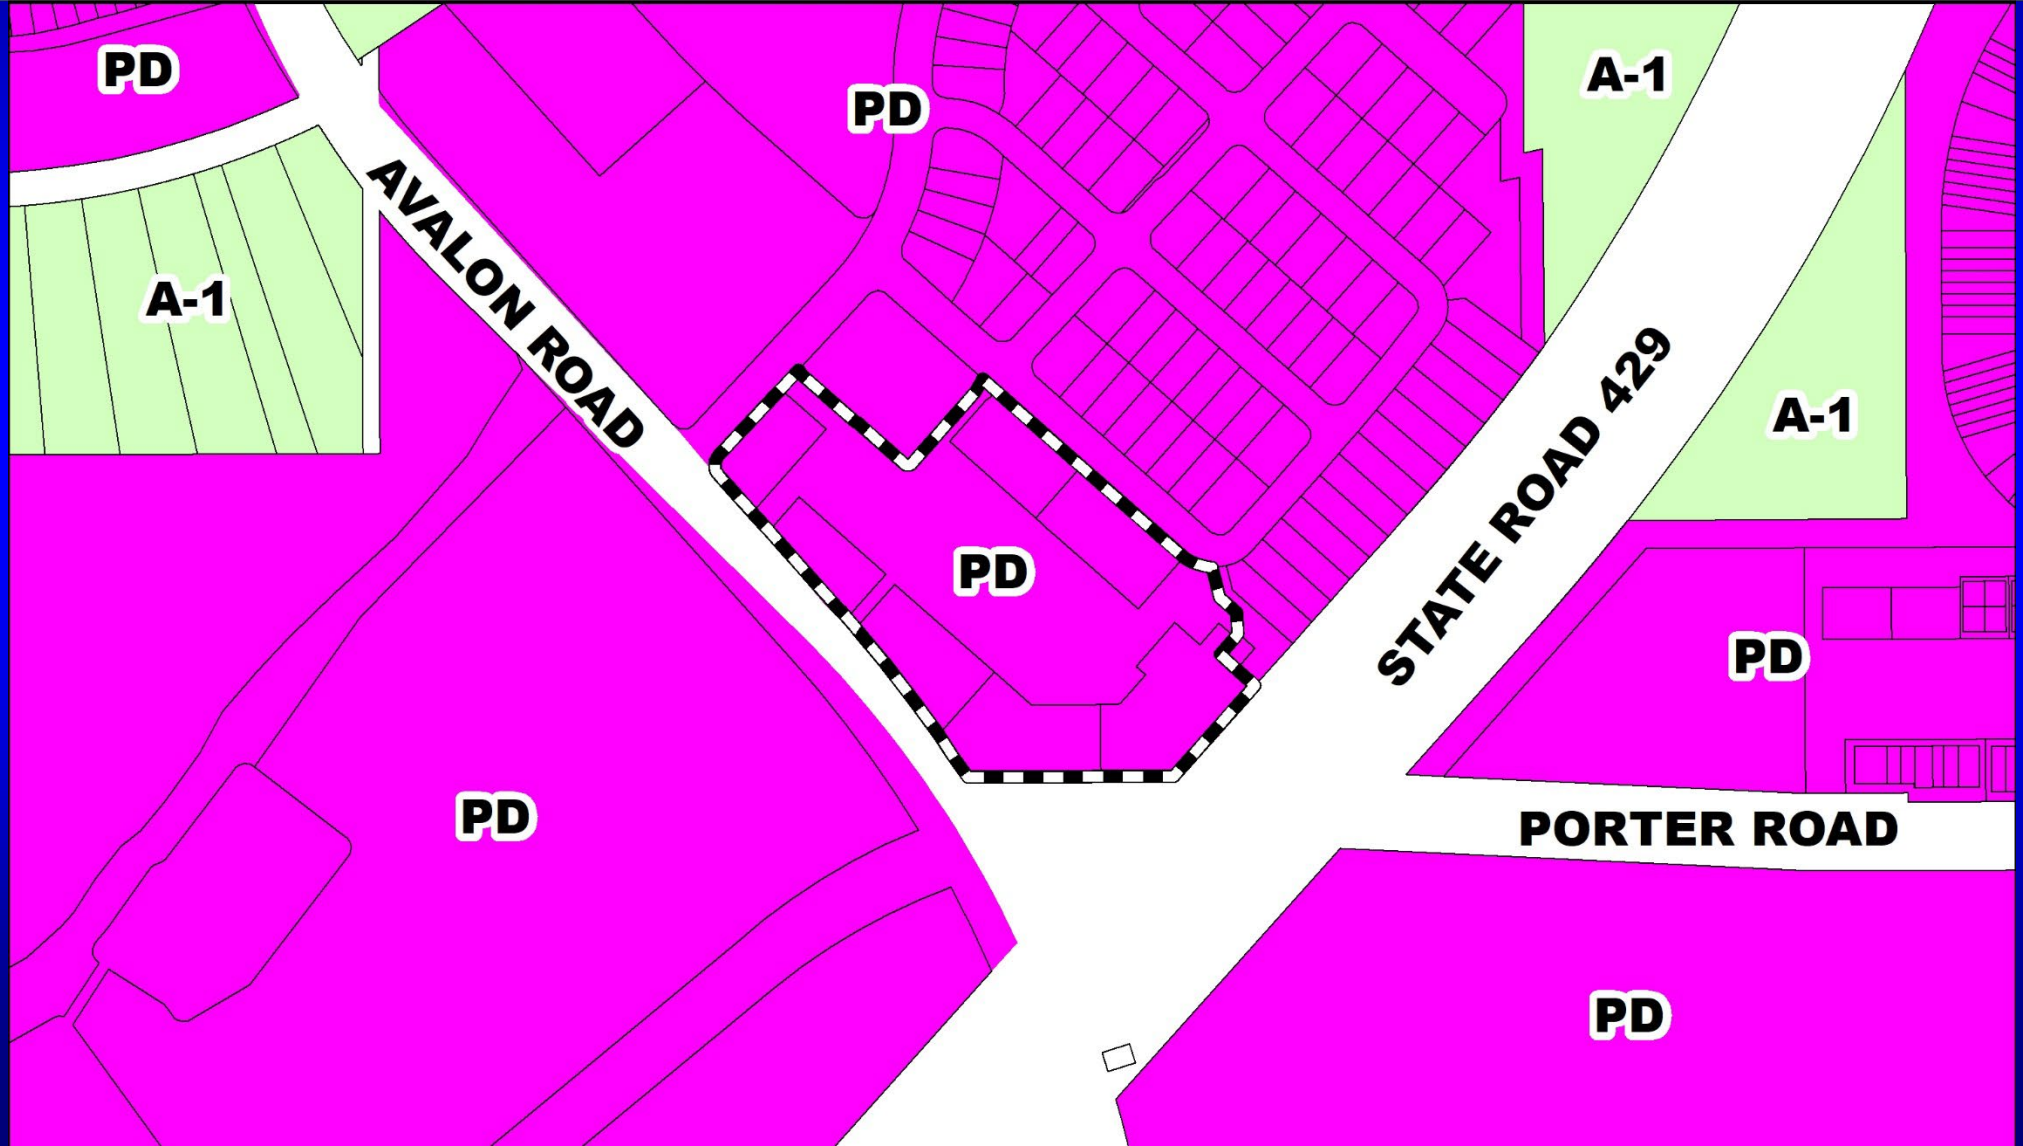 PD
A-1
PD
A-1
AVALON ROAD
A-1
STATE ROAD 429
PD
PD
PD
PORTER ROAD
PD